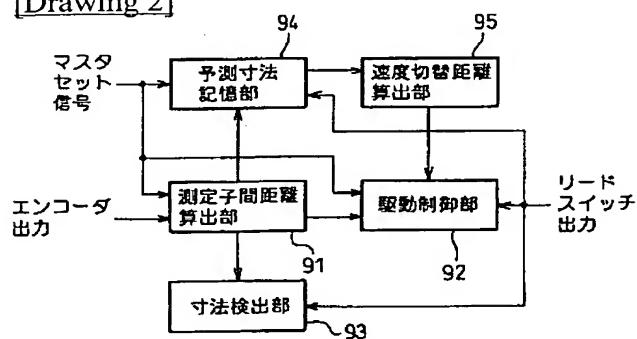 [Drawing 2]
94
95
マスタ
セット
信号
予測寸法
記憶部
速度切替距離
算出部
エンコーダ
出力
測定子間距離
算出部
駆動制御部
リード
スイッチ
出力
91
92
寸法検出部
93